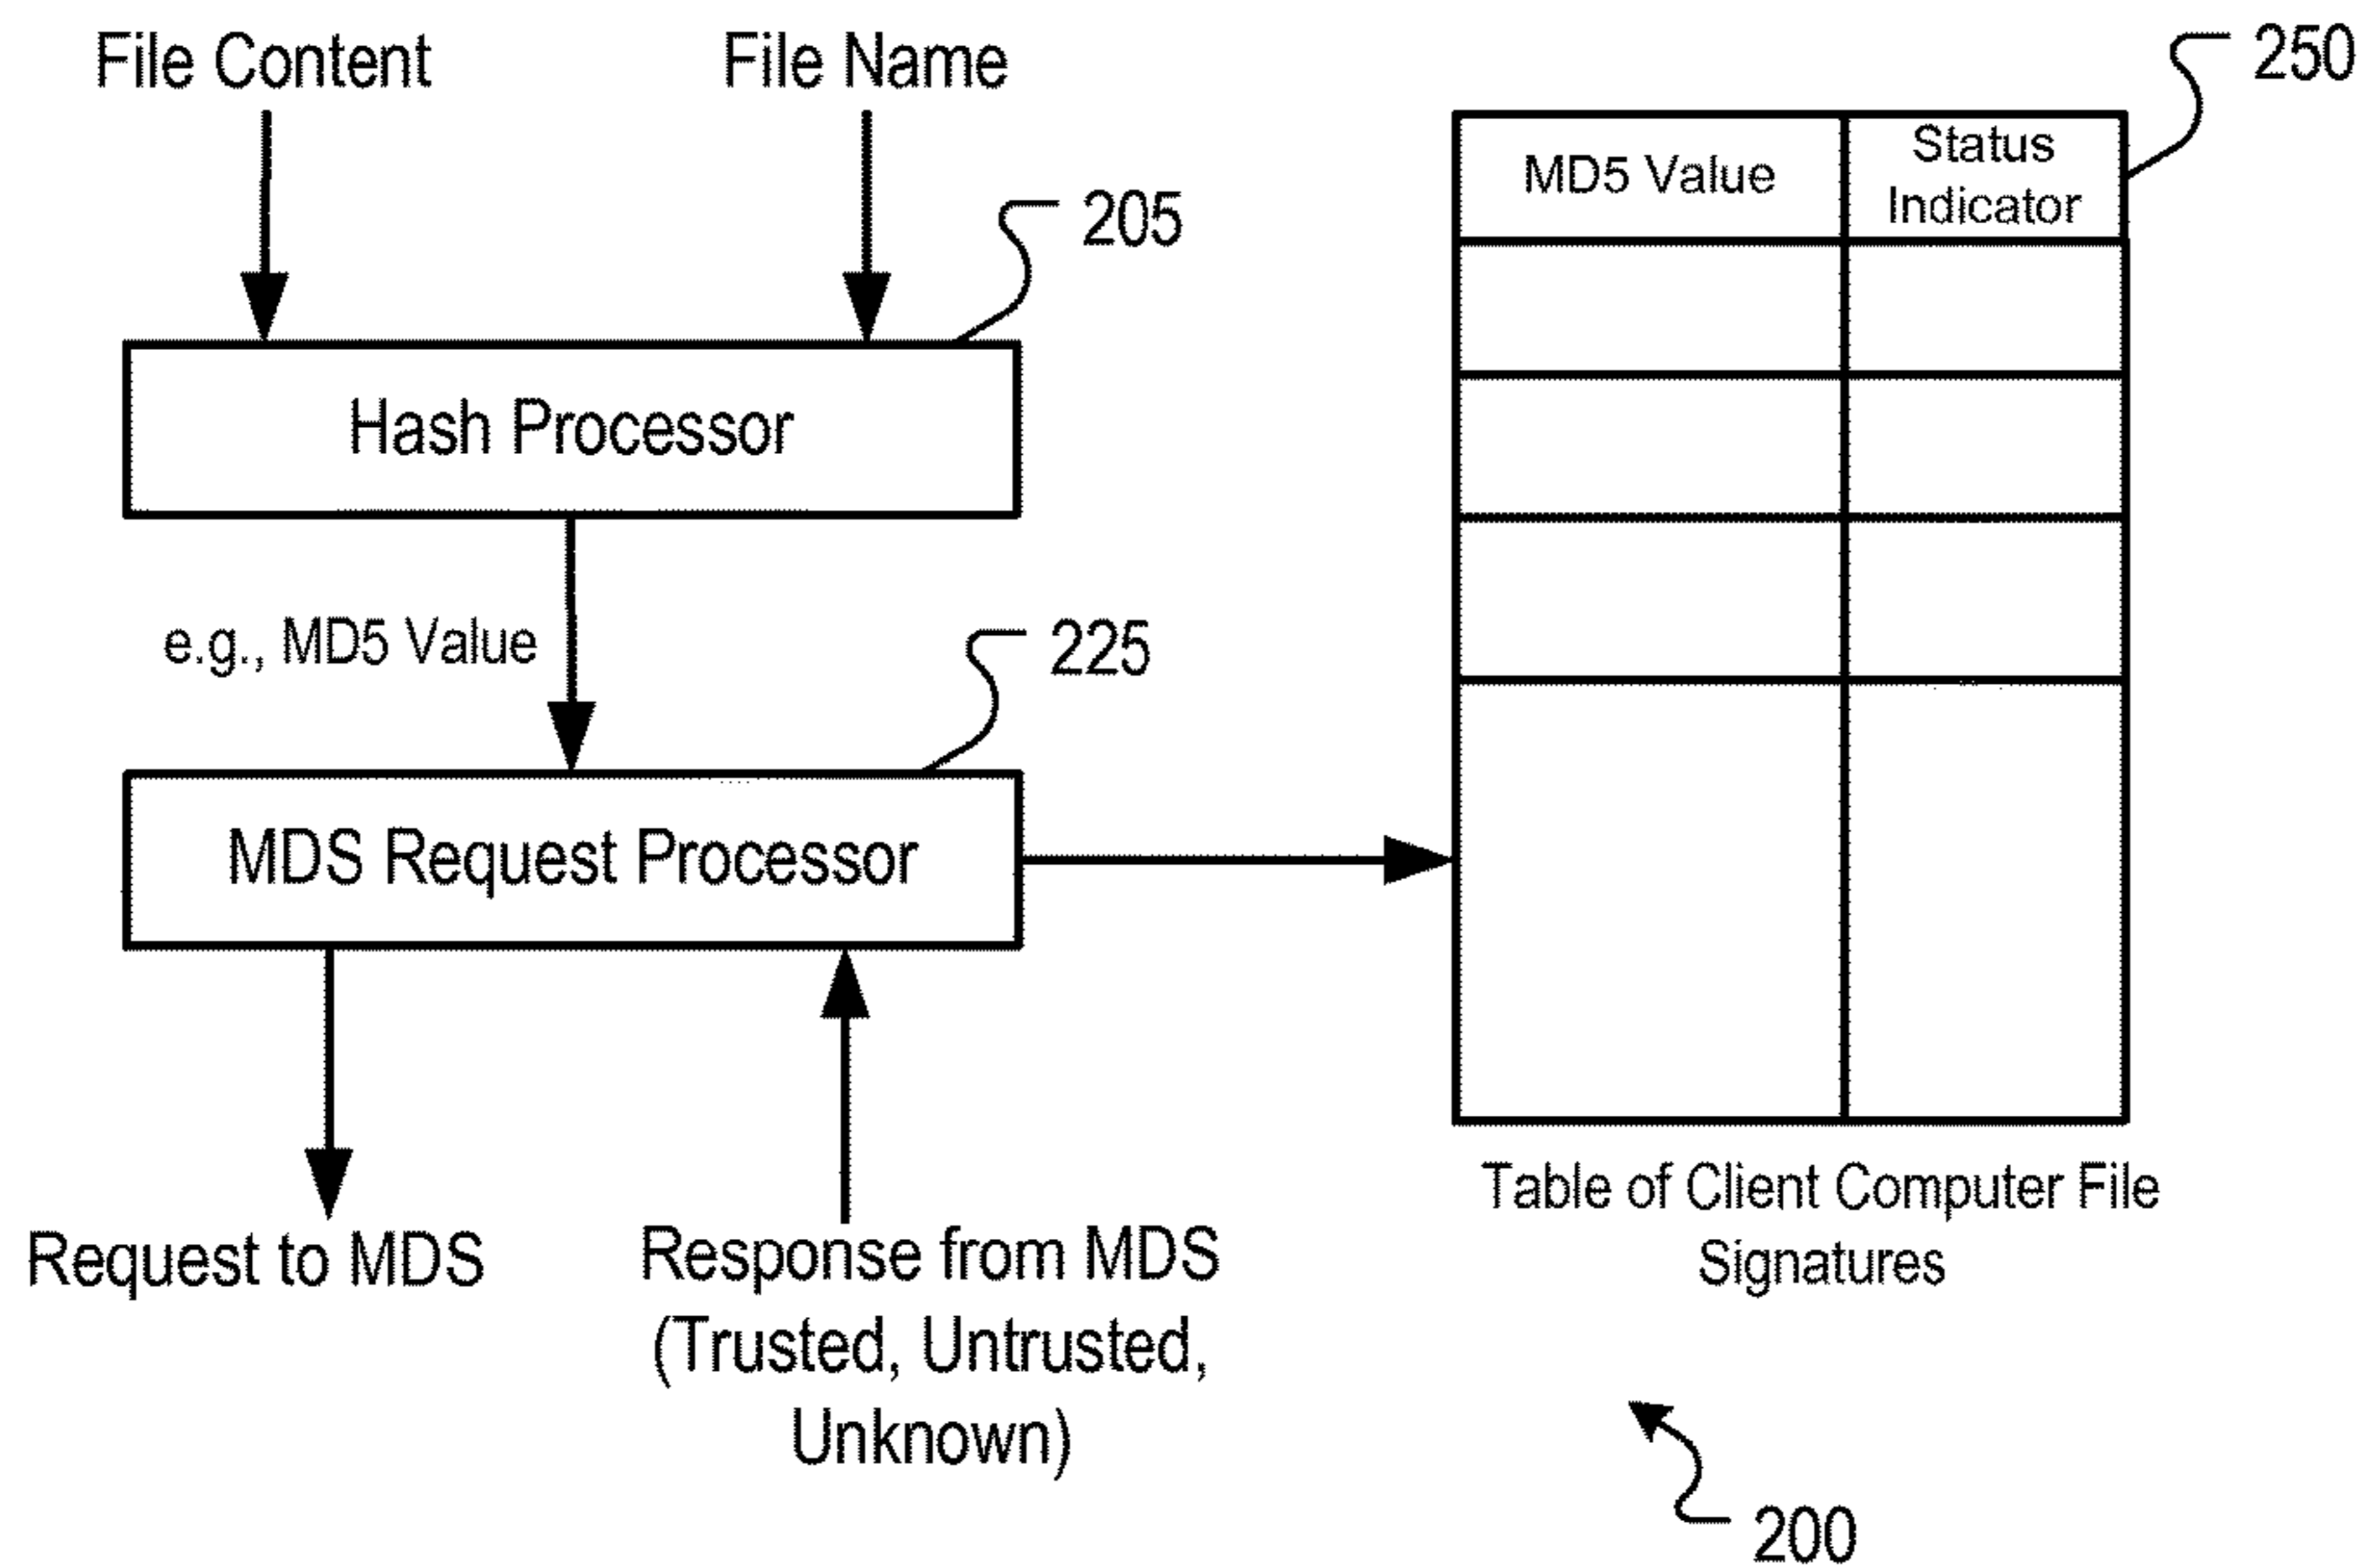 File Content
File Name
250
MD5 Value
Status
Indicator
205
Hash Processor
e.g., MD5 Value
225
MDS Request Processor
Table of Client Computer File
Signatures
Request to MDS
Response from MDS
(Trusted, Untrusted,
Unknown)
200